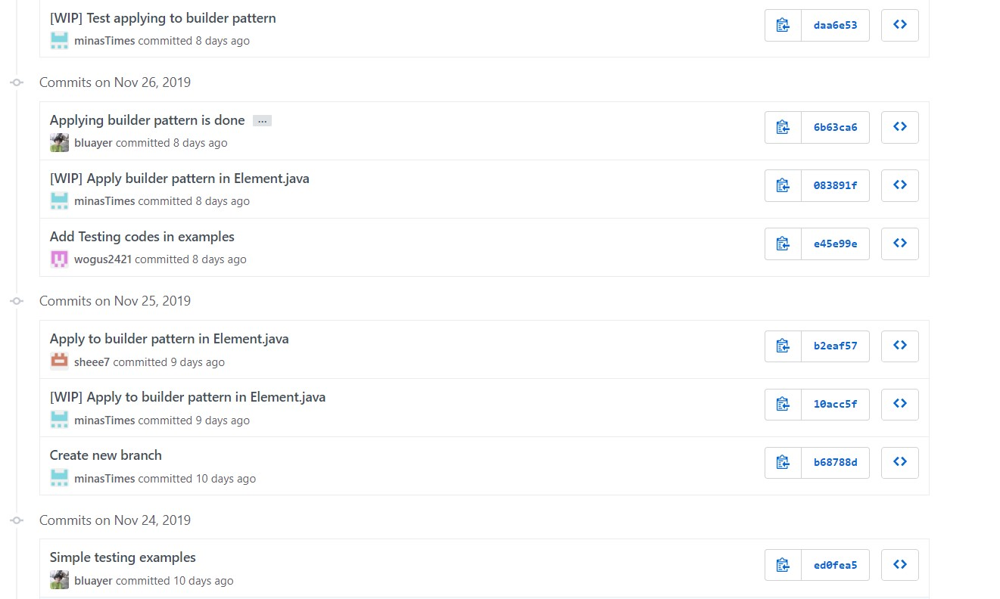 [WIP] Test applying to builder pattern
minasTimes committed 8 days ago
daa6e53
Commits on Nov 26, 2019
Applying builder pattern is done ...
bluayer committed 8 days ago
6b63ca6
[WIP] Apply builder pattern in Element.java
minasTimes committed 8 days ago
083891f
Add Testing codes in examples
wogus2421 committed 8 days ago
e45e99e
Commits on Nov 25, 2019
Apply to builder pattern in Element.java
sheee7 committed 9 days ago
b2eaf57
[WIP] Apply to builder pattern in Element.java
minasTimes committed 9 days ago
10acc5f
Create new branch
minasTimes committed 10 days ago
b68788d
Commits on Nov 24, 2019
Simple testing examples
bluayer committed 10 days ago
ed0fea5